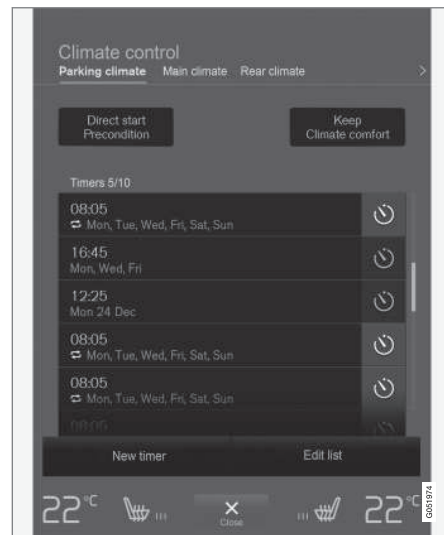 Climate control
Parking climate Main climate Rear climate
Direct start
Precondition
Keep
Climate comfort
Timers 5/10
08:05
Mon, Tue, Wed, Fri, Sat, Sun
16:45
Mon, Wed, Fri
12:25
Mon 24 Dec
08:05
Mon, Tue, Wed, Fri, Sat, Sun
08:05
Mon, Tue, Wed, Fri, Sat, Sun
08:05
New timer Edit list
22°C Close 22°C
G051974